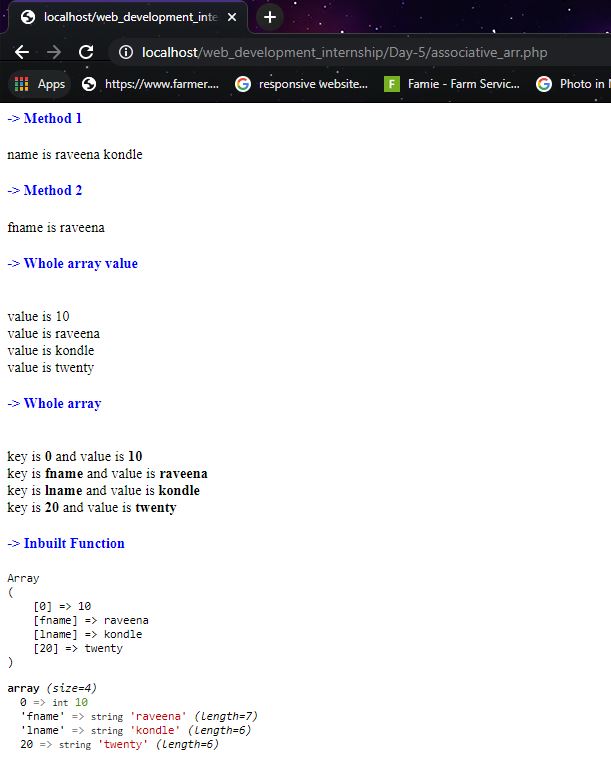 localhost/web_development_inte
localhost/web_development_internship/Day-5/associative_arr.php
Apps https://www.farmer.... responsive website... F Famie - Farm Servic... Photo in
-> Method 1
name is raveena kondle
-> Method 2
fname is raveena
-> Whole array value
value is 10
value is raveena
value is kondle
value is twenty
-> Whole array
key is 0 and value is 10
key is fname and value is raveena
key is lname and value is kondle
key is 20 and value is twenty
-> Inbuilt Function
Array
(
    [0] => 10
    [fname] => raveena
    [lname] => kondle
    [20] => twenty
)
array (size=4)
  0 => int 10
  'fname' => string 'raveena' (length=7)
  'lname' => string 'kondle' (length=6)
  20 => string 'twenty' (length=6)